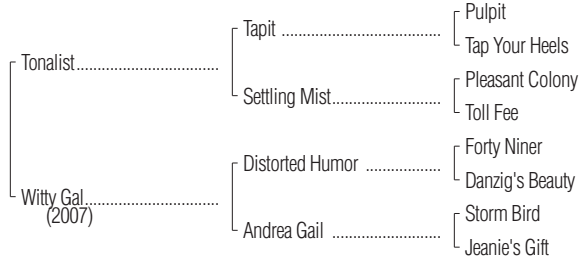 Pulpit
Tapit
Tap Your Heels
Tonalist
Pleasant Colony
Settling Mist
Toll Fee
Forty Niner
Distorted Humor
Danzig's Beauty
Witty Gal
(2007)
Storm Bird
Andrea Gail
Jeanie's Gift